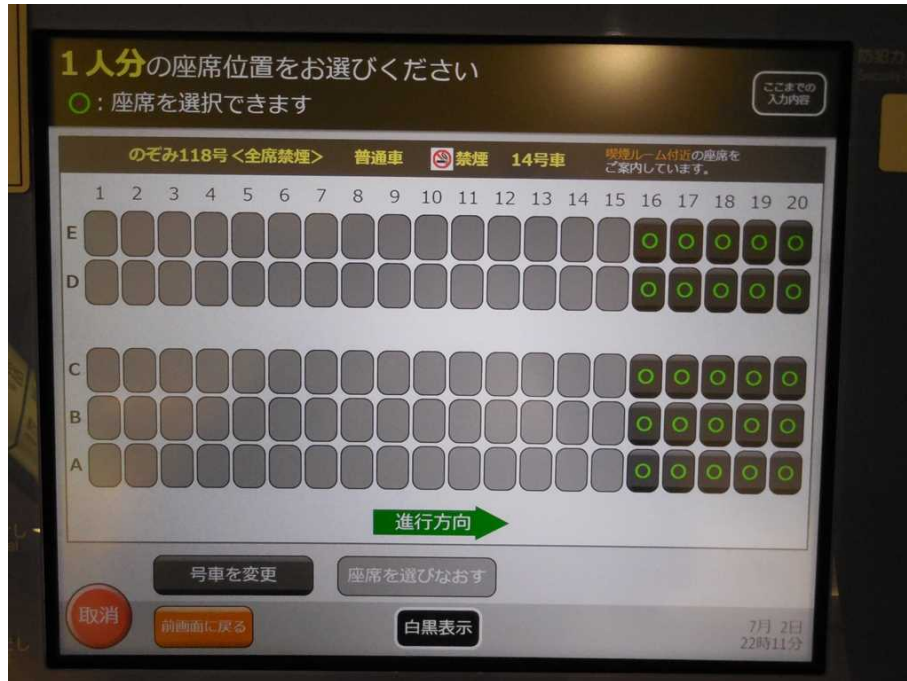 1人分の座席位置をお選びください
○：座席を選択できます
ここまでの
入力内容
のぞみ118号<全席禁煙> 普通車 禁煙 14号車
喫煙ルーム付近の座席を
ご案内しています。
1 2 3 4 5 6 7 8 9 10 11 12 13 14 15 16 17 18 19 20
E
D
C
B
A
進行方向
号車を変更
座席を選びなおす
取消
前画面に戻る
白黒表示
7月 2日
22時11分